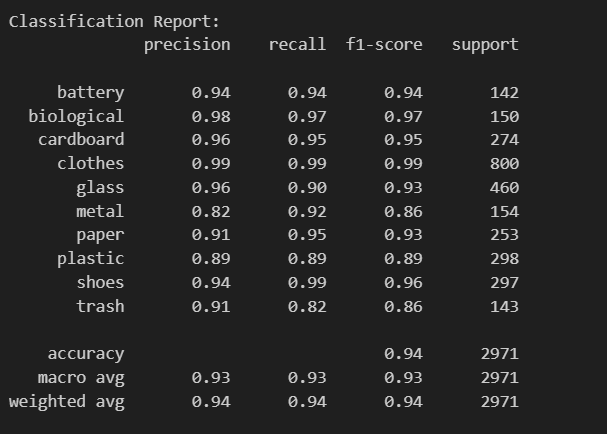 Classification Report:
precision recall f1-score support
battery 0.94 0.94 0.94 142
biological 0.98 0.97 0.97 150
cardboard 0.96 0.95 0.95 274
clothes 0.99 0.99 0.99 800
glass 0.96 0.90 0.93 460
metal 0.82 0.92 0.86 154
paper 0.91 0.95 0.93 253
plastic 0.89 0.89 0.89 298
shoes 0.94 0.99 0.96 297
trash 0.91 0.82 0.86 143
accuracy 0.94 2971
macro avg 0.93 0.93 0.93 2971
weighted avg 0.94 0.94 0.94 2971